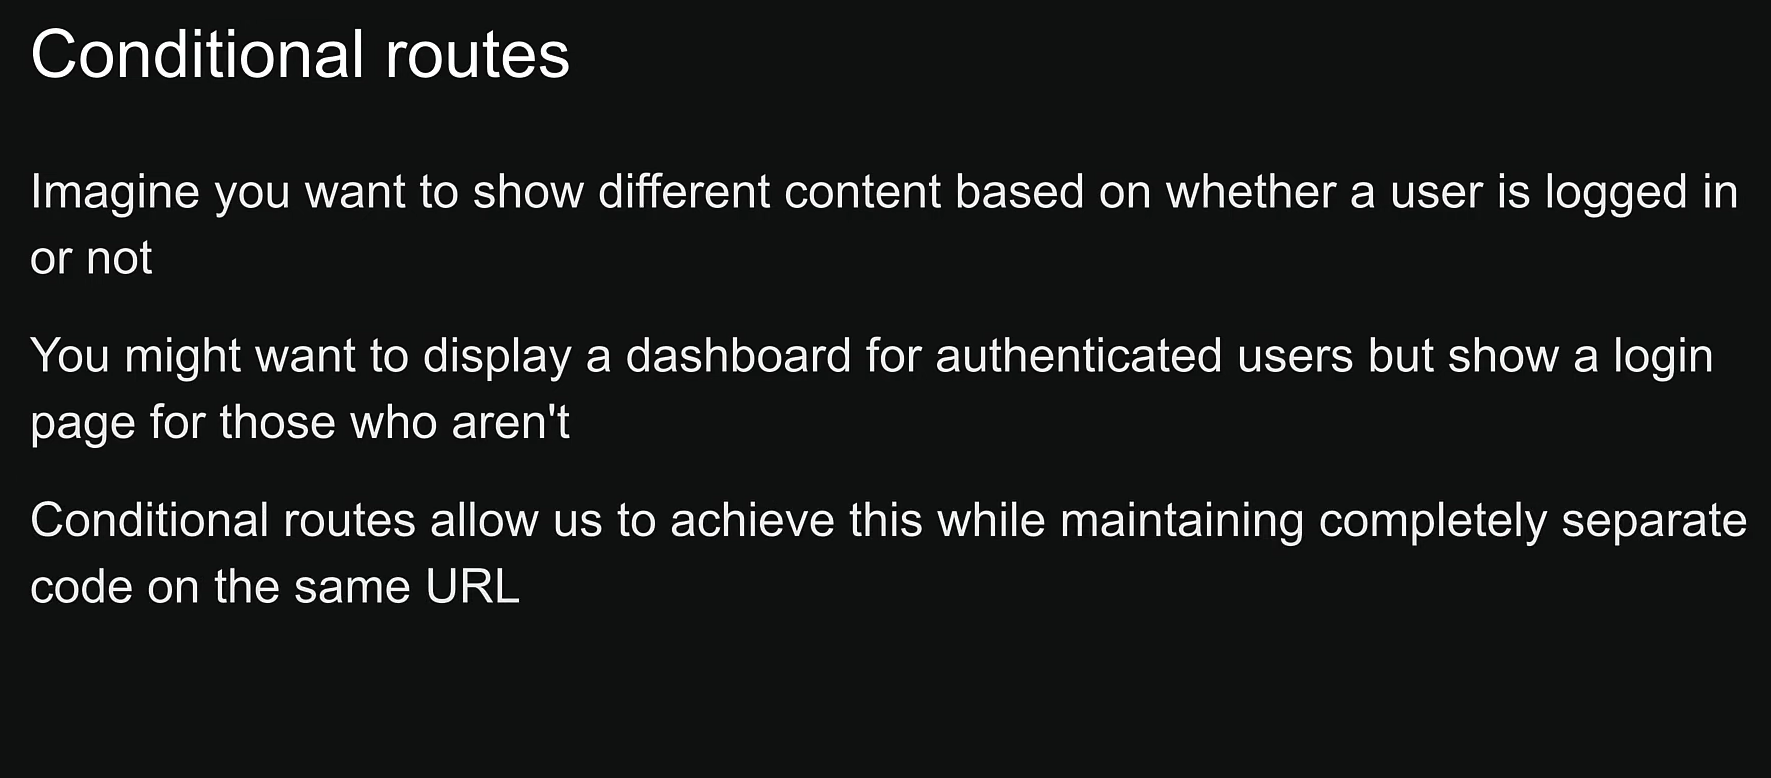 Conditional routes
Imagine you want to show different content based on whether a user is logged in
or not
You might want to display a dashboard for authenticated users but show a login
page for those who aren't
Conditional routes allow us to achieve this while maintaining completely separate
code on the same URL